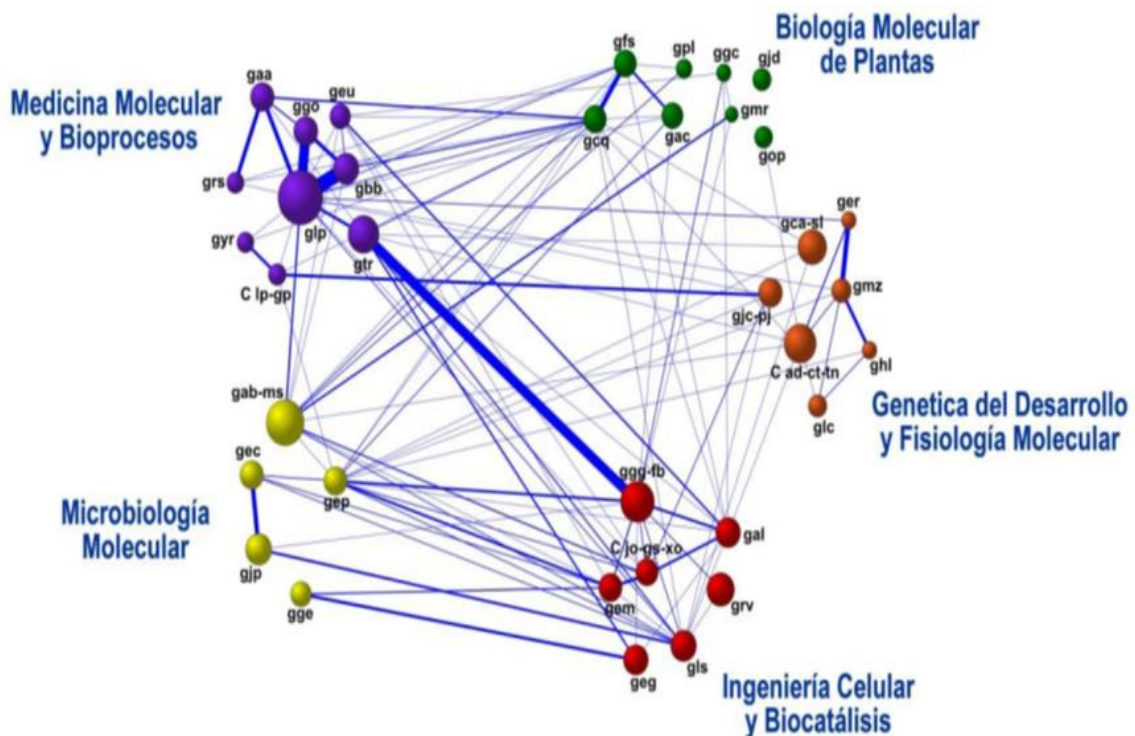 Biología Molecular
de Plantas
gfs
gpl
ggc
gjd
gmr
gcq
gac
gop
Medicina Molecular
y Bioprocesos
gaa
ggo
geu
grs
gbb
glp
gyr
gtr
C lp-gp
ger
gca-sl
gmz
gjc-pj
ghl
C ad-ct-tn
glc
Genetica del Desarrollo
y Fisiología Molecular
gab-ms
gec
gep
Microbiología
Molecular
gjp
gge
ggg-fb
gal
C jo-gs-xo
gem
grv
gls
geg
Ingeniería Celular
y Biocatálisis